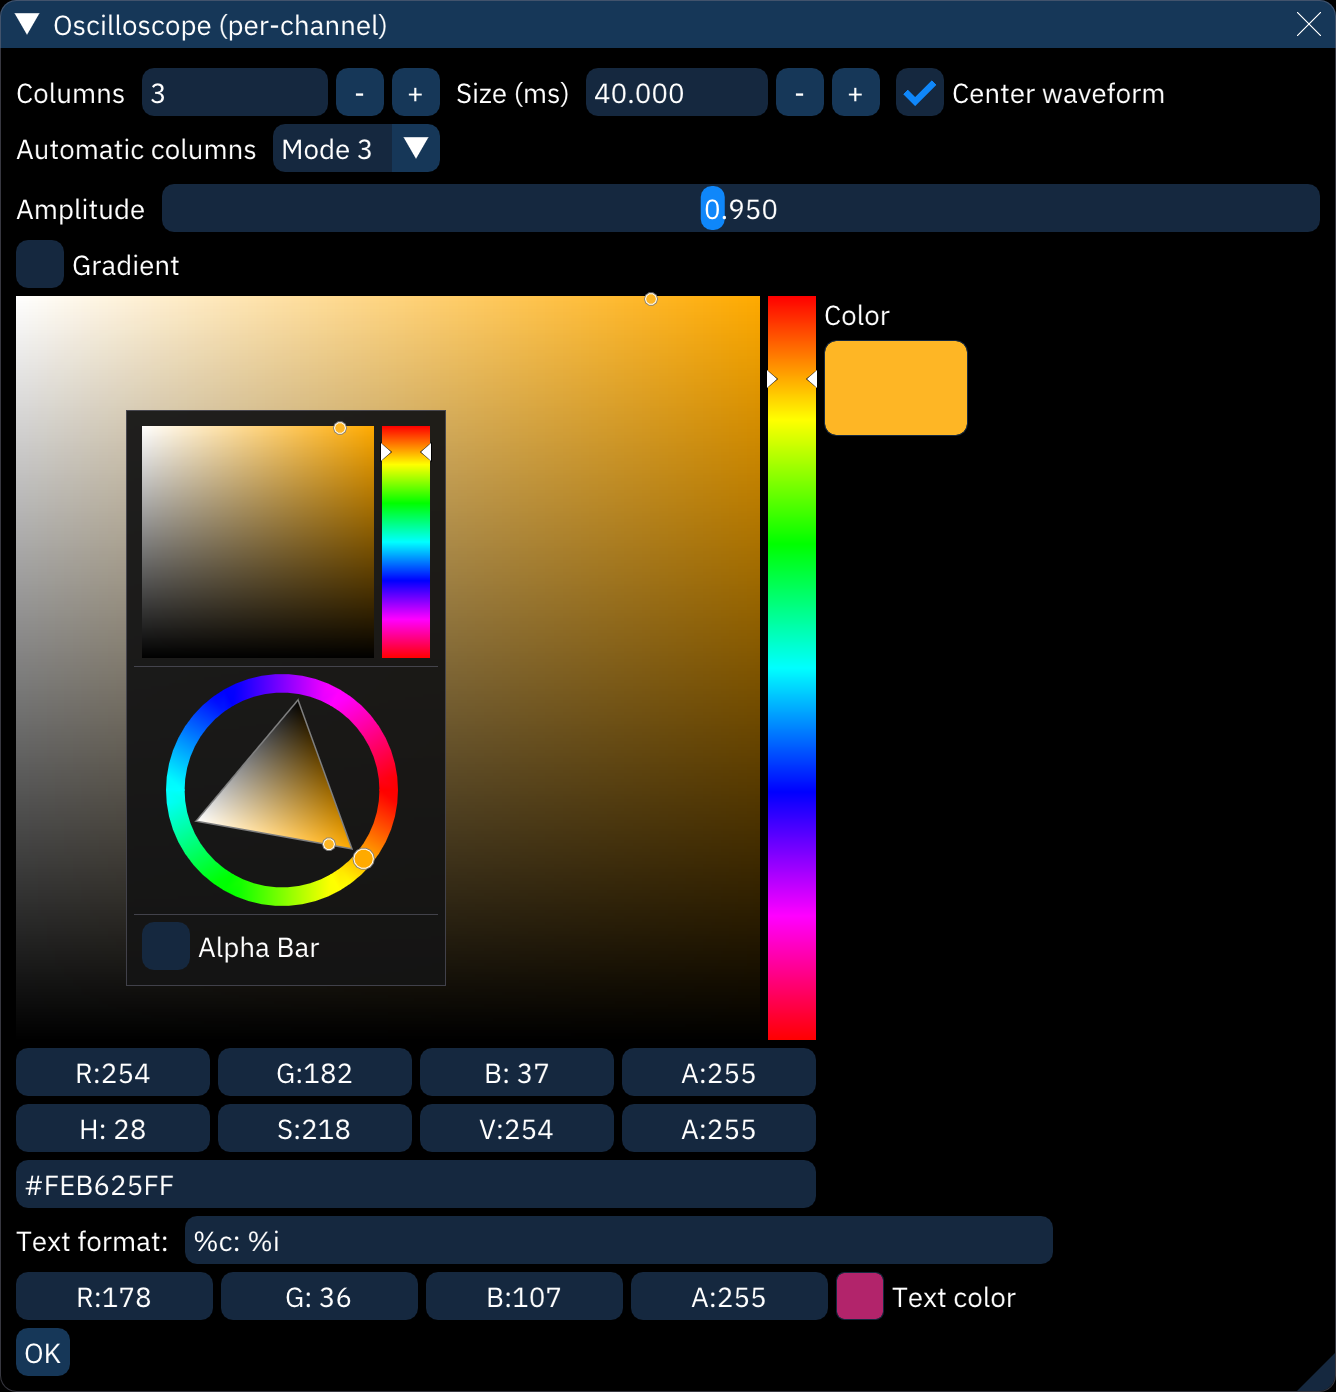 Oscilloscope (per-channel)
Columns 3 - + Size (ms) 40.000 - + Center waveform
Automatic columns Mode 3
Amplitude 0.950
Gradient
Color
Alpha Bar
R:254 G:182 B: 37 A:255
H: 28 S:218 V:254 A:255
#FEB625FF
Text format: %c: %i
R:178 G: 36 B:107 A:255 Text color
OK